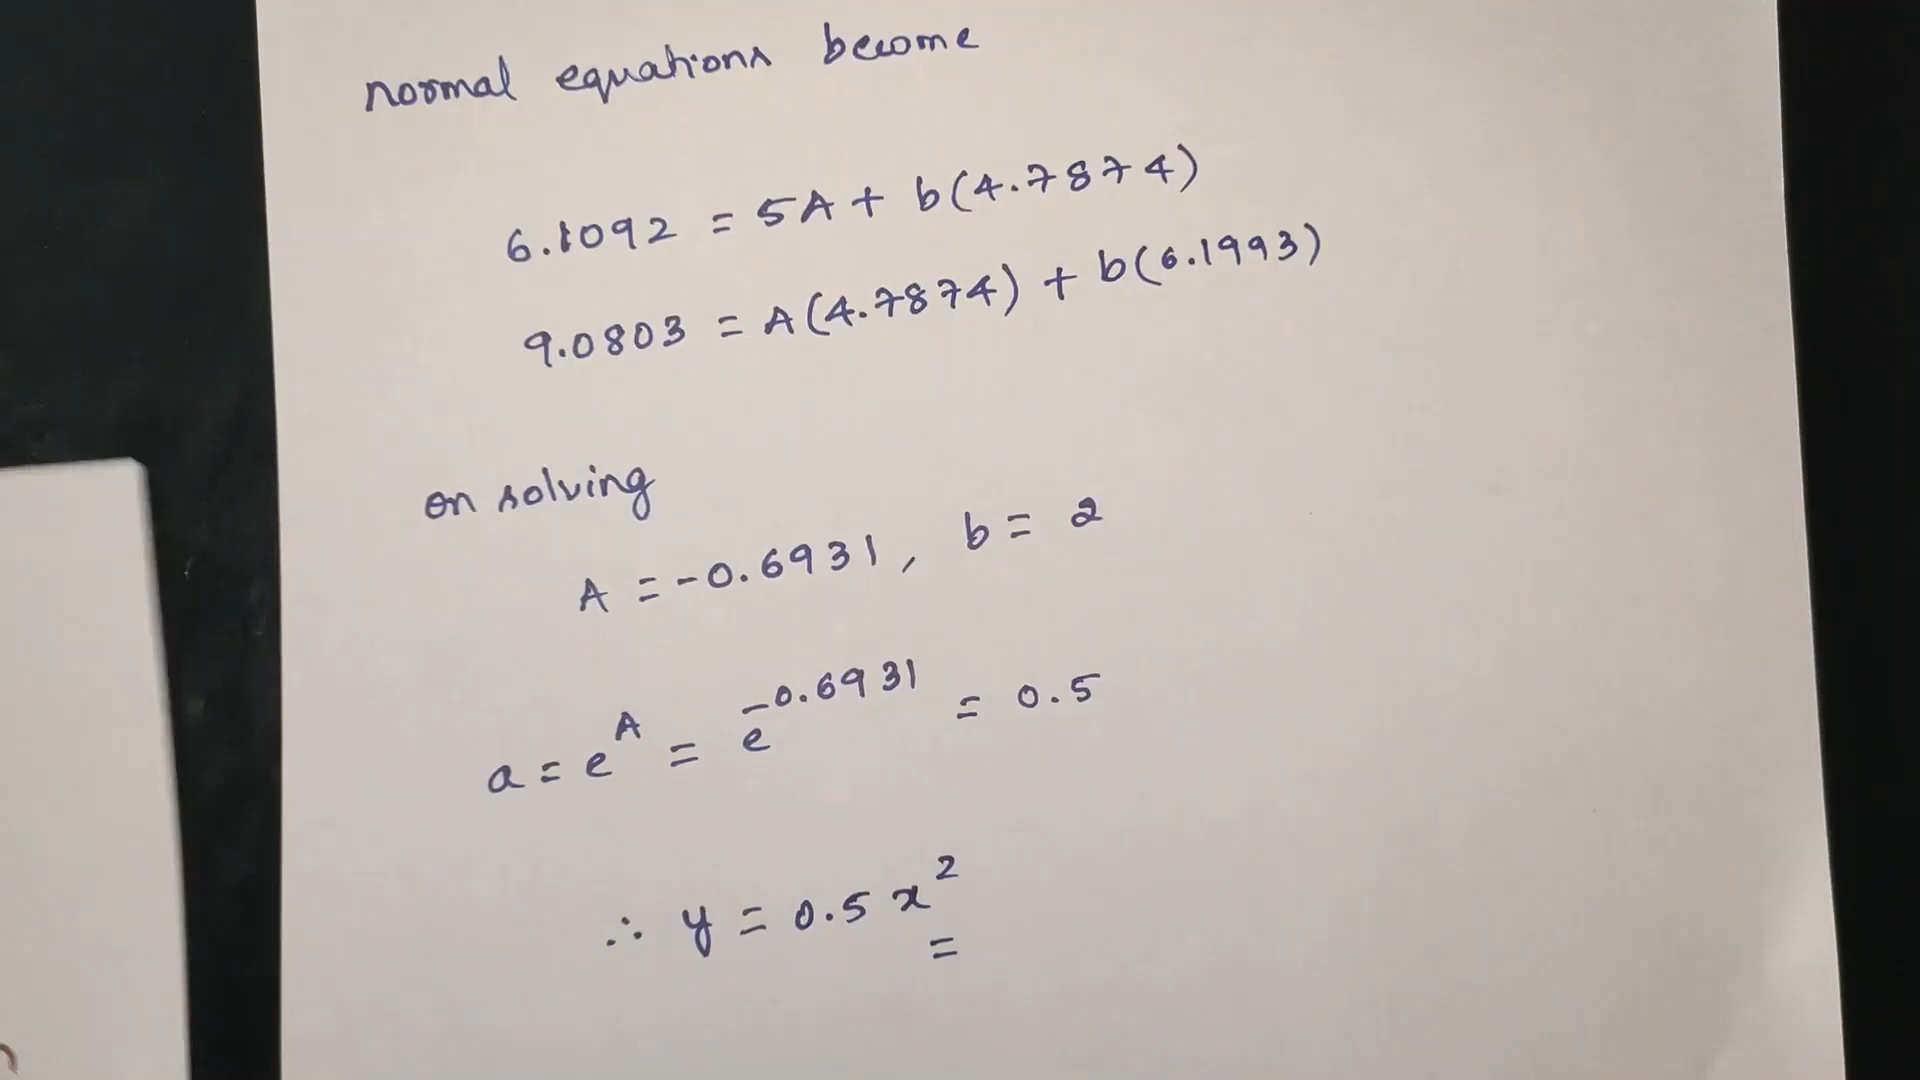 normal equations become
6.1092 = 5A + b(4.7874)
9.0803 = A(4.7874) + b(6.1993)
on solving
A = -0.6931, b = 2
a = e^A = e^-0.6931 = 0.5
∴ y = 0.5 x^2
=